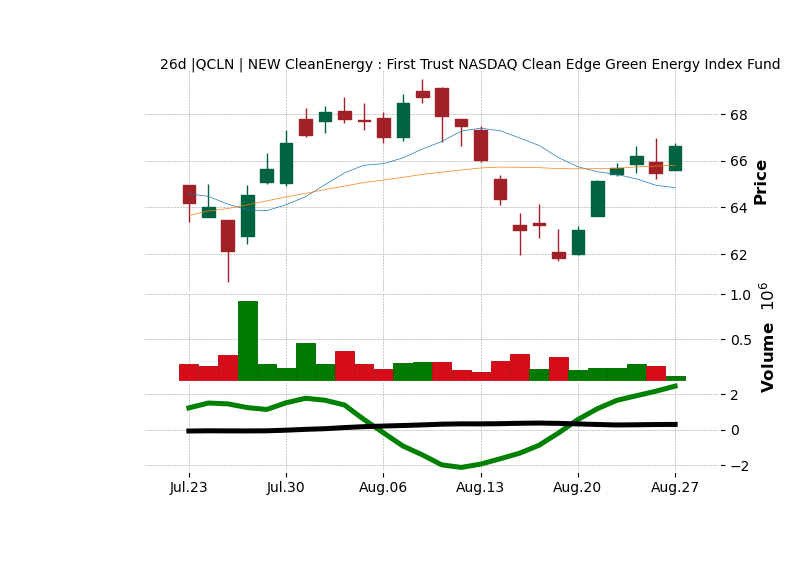 26d |QCLN | NEW CleanEnergy : First Trust NASDAQ Clean Edge Green Energy Index Fund
68
66
64
62
Price
1.0
0.5
Volume 10^6
2
0
−2
Jul.23 Jul.30 Aug.06 Aug.13 Aug.20 Aug.27